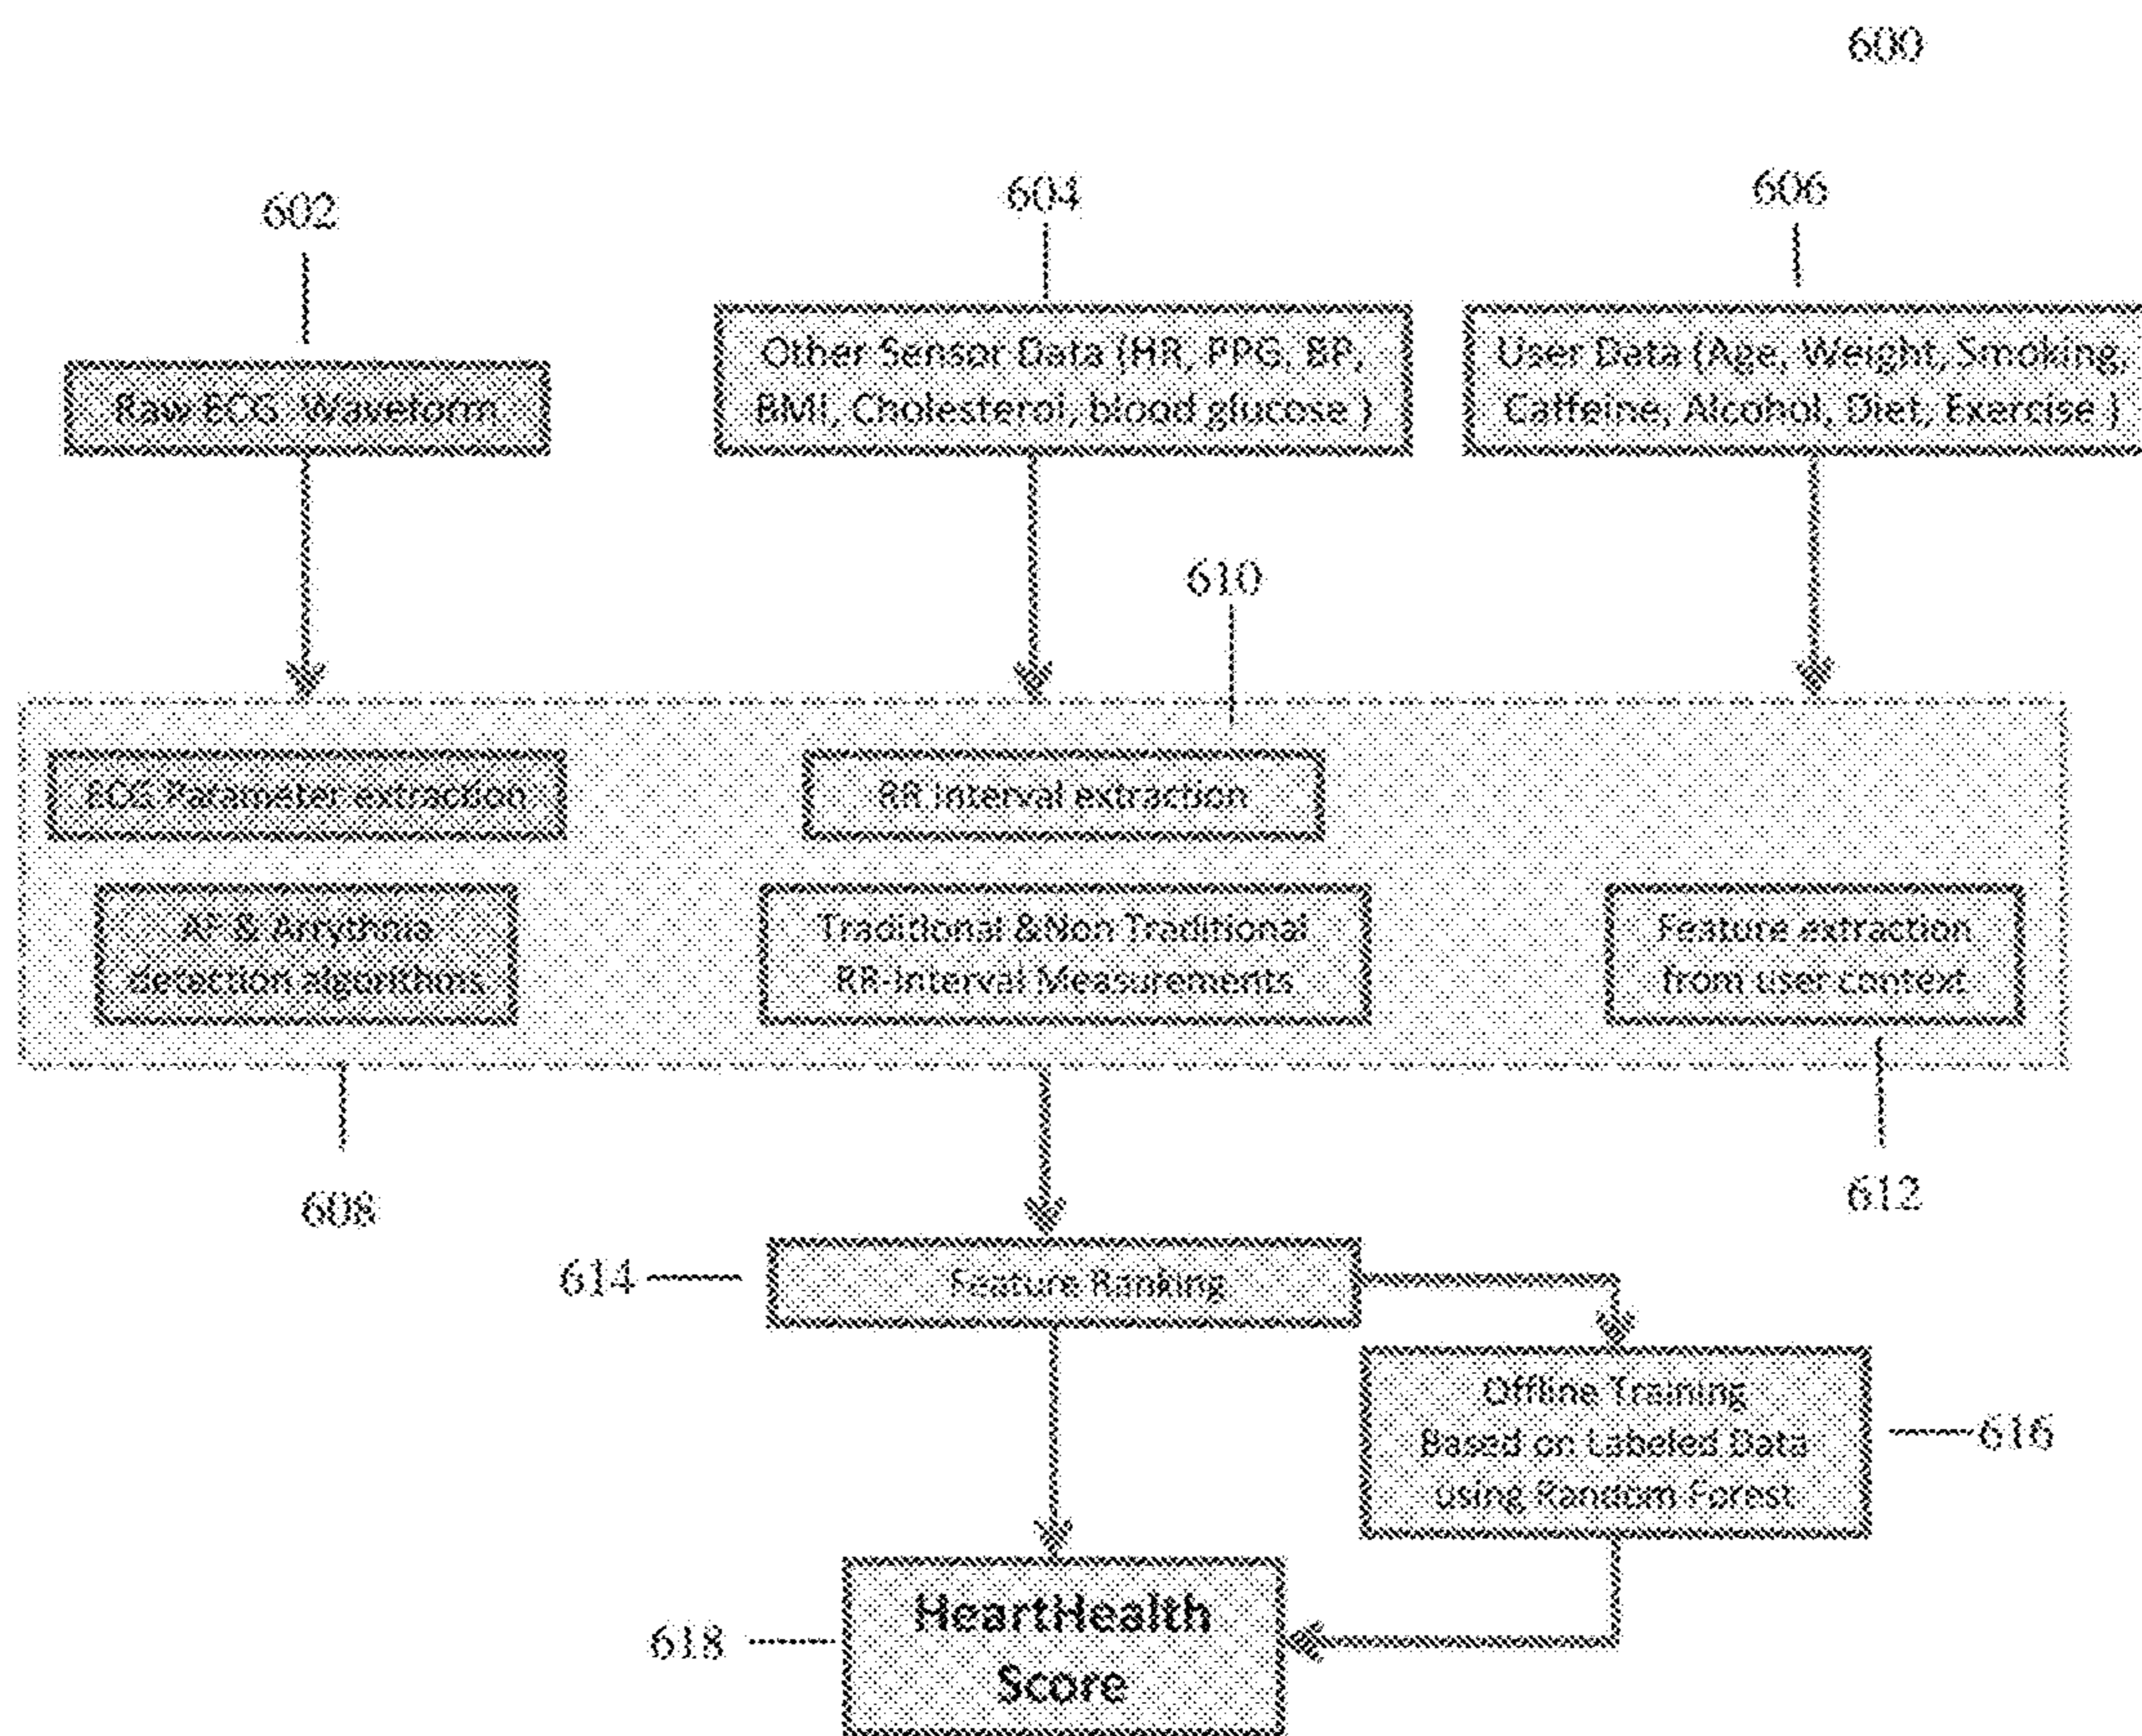 600
602
604
606
Raw ECG Waveform
Other Sensor Data (HR, PPG, BP,
BMI, Cholesterol, blood glucose )
User Data (Age, Weight, Smoking,
Caffeine, Alcohol, Diet, Exercise )
610
ECG Parameter extraction
RR Interval extraction
AF & Arrythmia
detection algorithms
Traditional &Non Traditional
RR-Interval Measurements
Feature extraction
from user context
608
612
614
Feature Ranking
Offline Training
Based on Labeled Data
using Random Forest
616
618
HeartHealth
Score